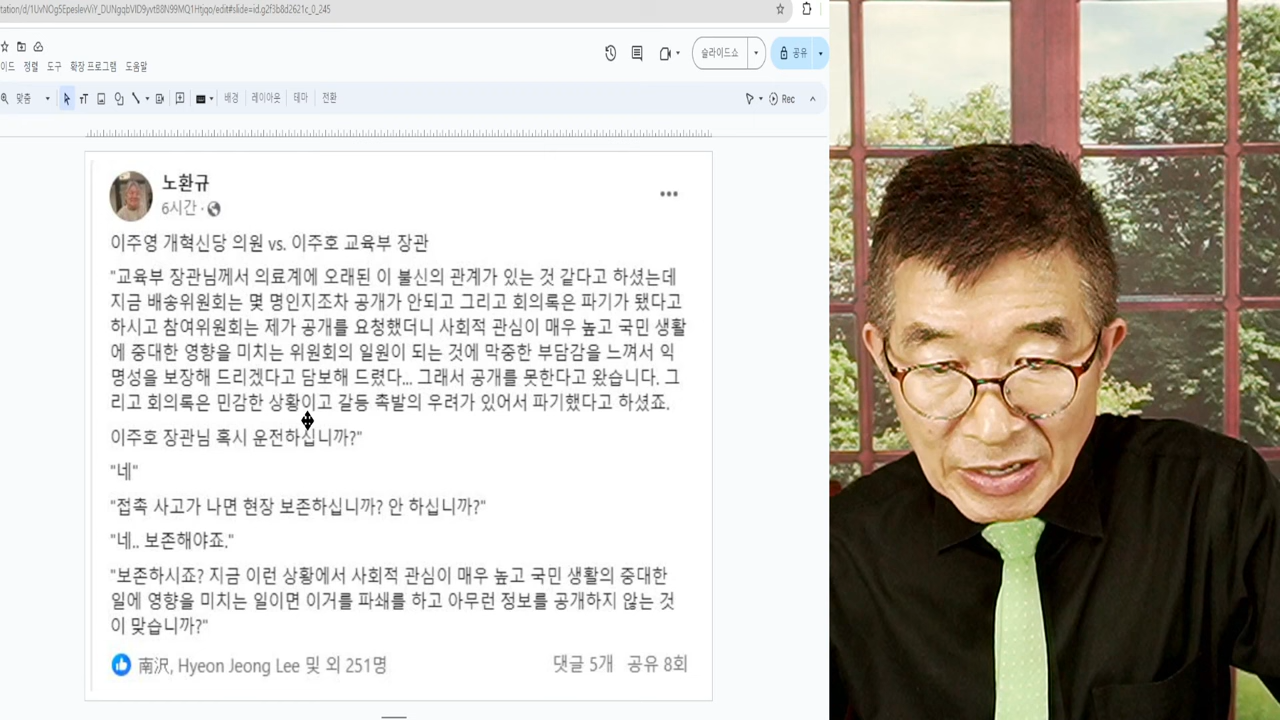 tation/d/1UvNOg5EpeslevViY_DUNgqbVlD9yvtB8N99MQ1Htjqo/edit#slide=id.g2f3b8d2621c_0_245
슬라이드쇼
공유
이드 정렬 도구 확장 프로그램 도움말
맞춤
배경
레이아웃
테마
전환
Rec
노환규
6시간 ·
이주영 개혁신당 의원 vs. 이주호 교육부 장관
"교육부 장관님께서 의료계에 오래된 이 불신의 관계가 있는 것 같다고 하셨는데
지금 배송위원회는 몇 명인지조차 공개가 안되고 그리고 회의록은 파기가 됐다고
하시고 참여위원회는 제가 공개를 요청했더니 사회적 관심이 매우 높고 국민 생활
에 중대한 영향을 미치는 위원회의 일원이 되는 것에 막중한 부담감을 느껴서 익
명성을 보장해 드리겠다고 담보해 드렸다... 그래서 공개를 못한다고 왔습니다. 그
리고 회의록은 민감한 상황이고 갈등 촉발의 우려가 있어서 파기했다고 하셨죠.
이주호 장관님 혹시 운전하십니까?"
"네"
"접촉 사고가 나면 현장 보존하십니까? 안 하십니까?"
"네.. 보존해야죠."
"보존하시죠? 지금 이런 상황에서 사회적 관심이 매우 높고 국민 생활의 중대한
일에 영향을 미치는 일이면 이거를 파쇄를 하고 아무런 정보를 공개하지 않는 것
이 맞습니까?"
南沢, Hyeon Jeong Lee 및 외 251명
댓글 5개 공유 8회